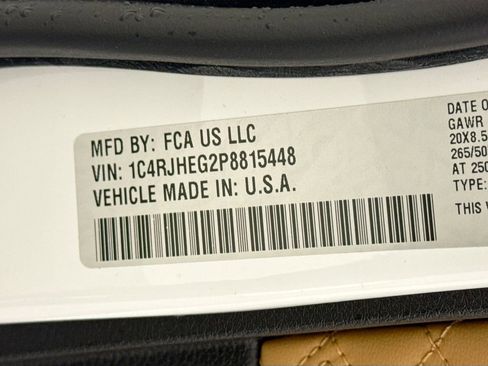 MFD BY: FCA US LLC
VIN: 1C4RJHEG2P8815448
VEHICLE MADE IN: U.S.A.
DATE O
GAWR
20X8.5
265/50
AT 250
TYPE:
THIS V